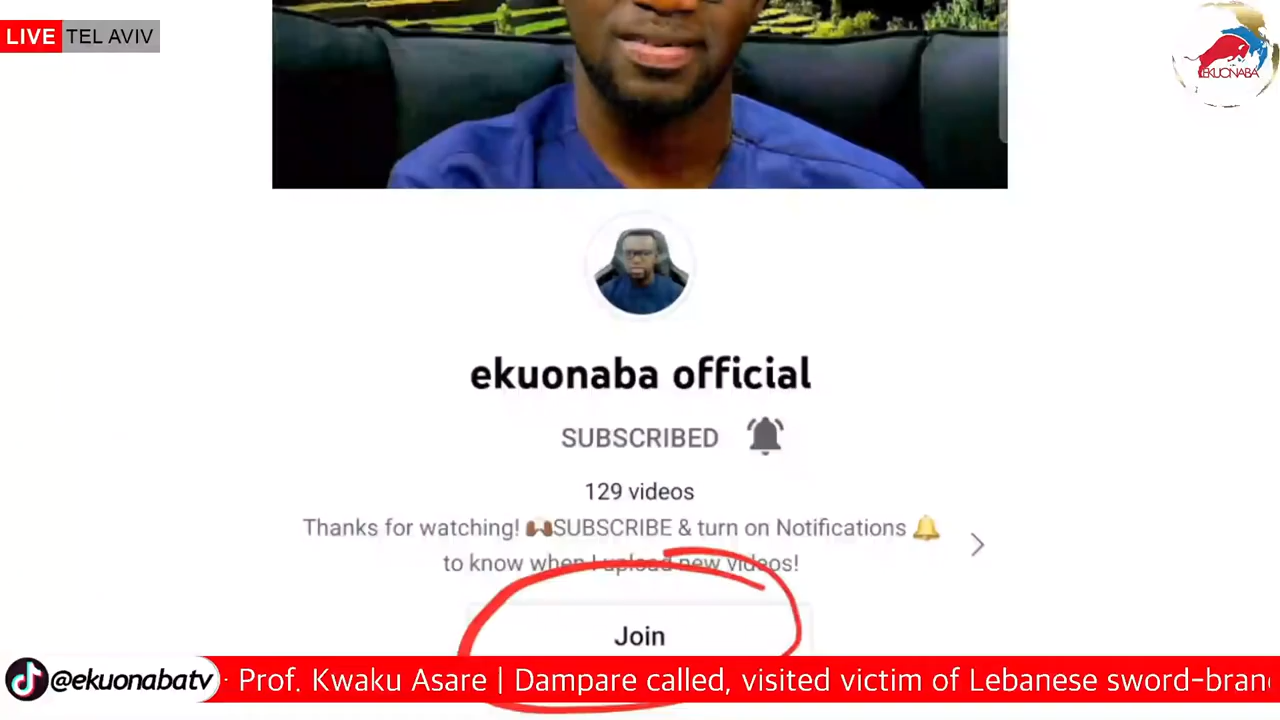 LIVE TEL AVIV
EKUONABA
ekuonaba official
SUBSCRIBED
129 videos
Thanks for watching! 🙌🏾SUBSCRIBE & turn on Notifications 🔔
to know when I upload new videos!
Join
@ekuonabatv · Prof. Kwaku Asare | Dampare called, visited victim of Lebanese sword-bran